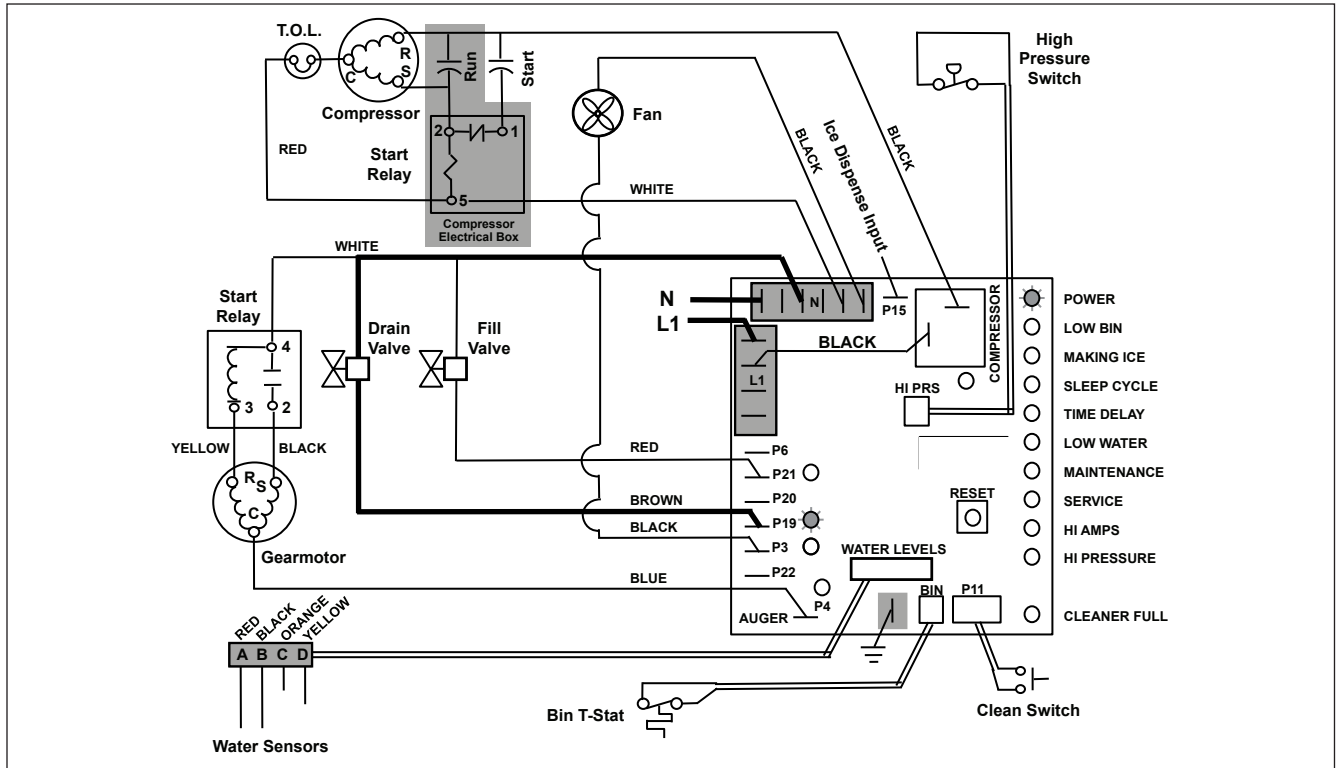 T.O.L.
R
S
C
Compressor
Run
Start
2
1
Start
Relay
5
Compressor
Electrical Box
RED
WHITE
Fan
BLACK
Ice Dispense Input
BLACK
High
Pressure
Switch
WHITE
Start
Relay
4
3
2
YELLOW
BLACK
R
S
C
Gearmotor
Drain
Valve
Fill
Valve
N
L1
N
P15
L1
BLACK
COMPRESSOR
HI PRS
RED
BROWN
BLACK
BLUE
P6
P21
P20
P19
P3
P22
P4
AUGER
RESET
WATER LEVELS
BIN
P11
POWER
LOW BIN
MAKING ICE
SLEEP CYCLE
TIME DELAY
LOW WATER
MAINTENANCE
SERVICE
HI AMPS
HI PRESSURE
CLEANER FULL
RED
BLACK
ORANGE
YELLOW
A B C D
Water Sensors
Bin T-Stat
Clean Switch